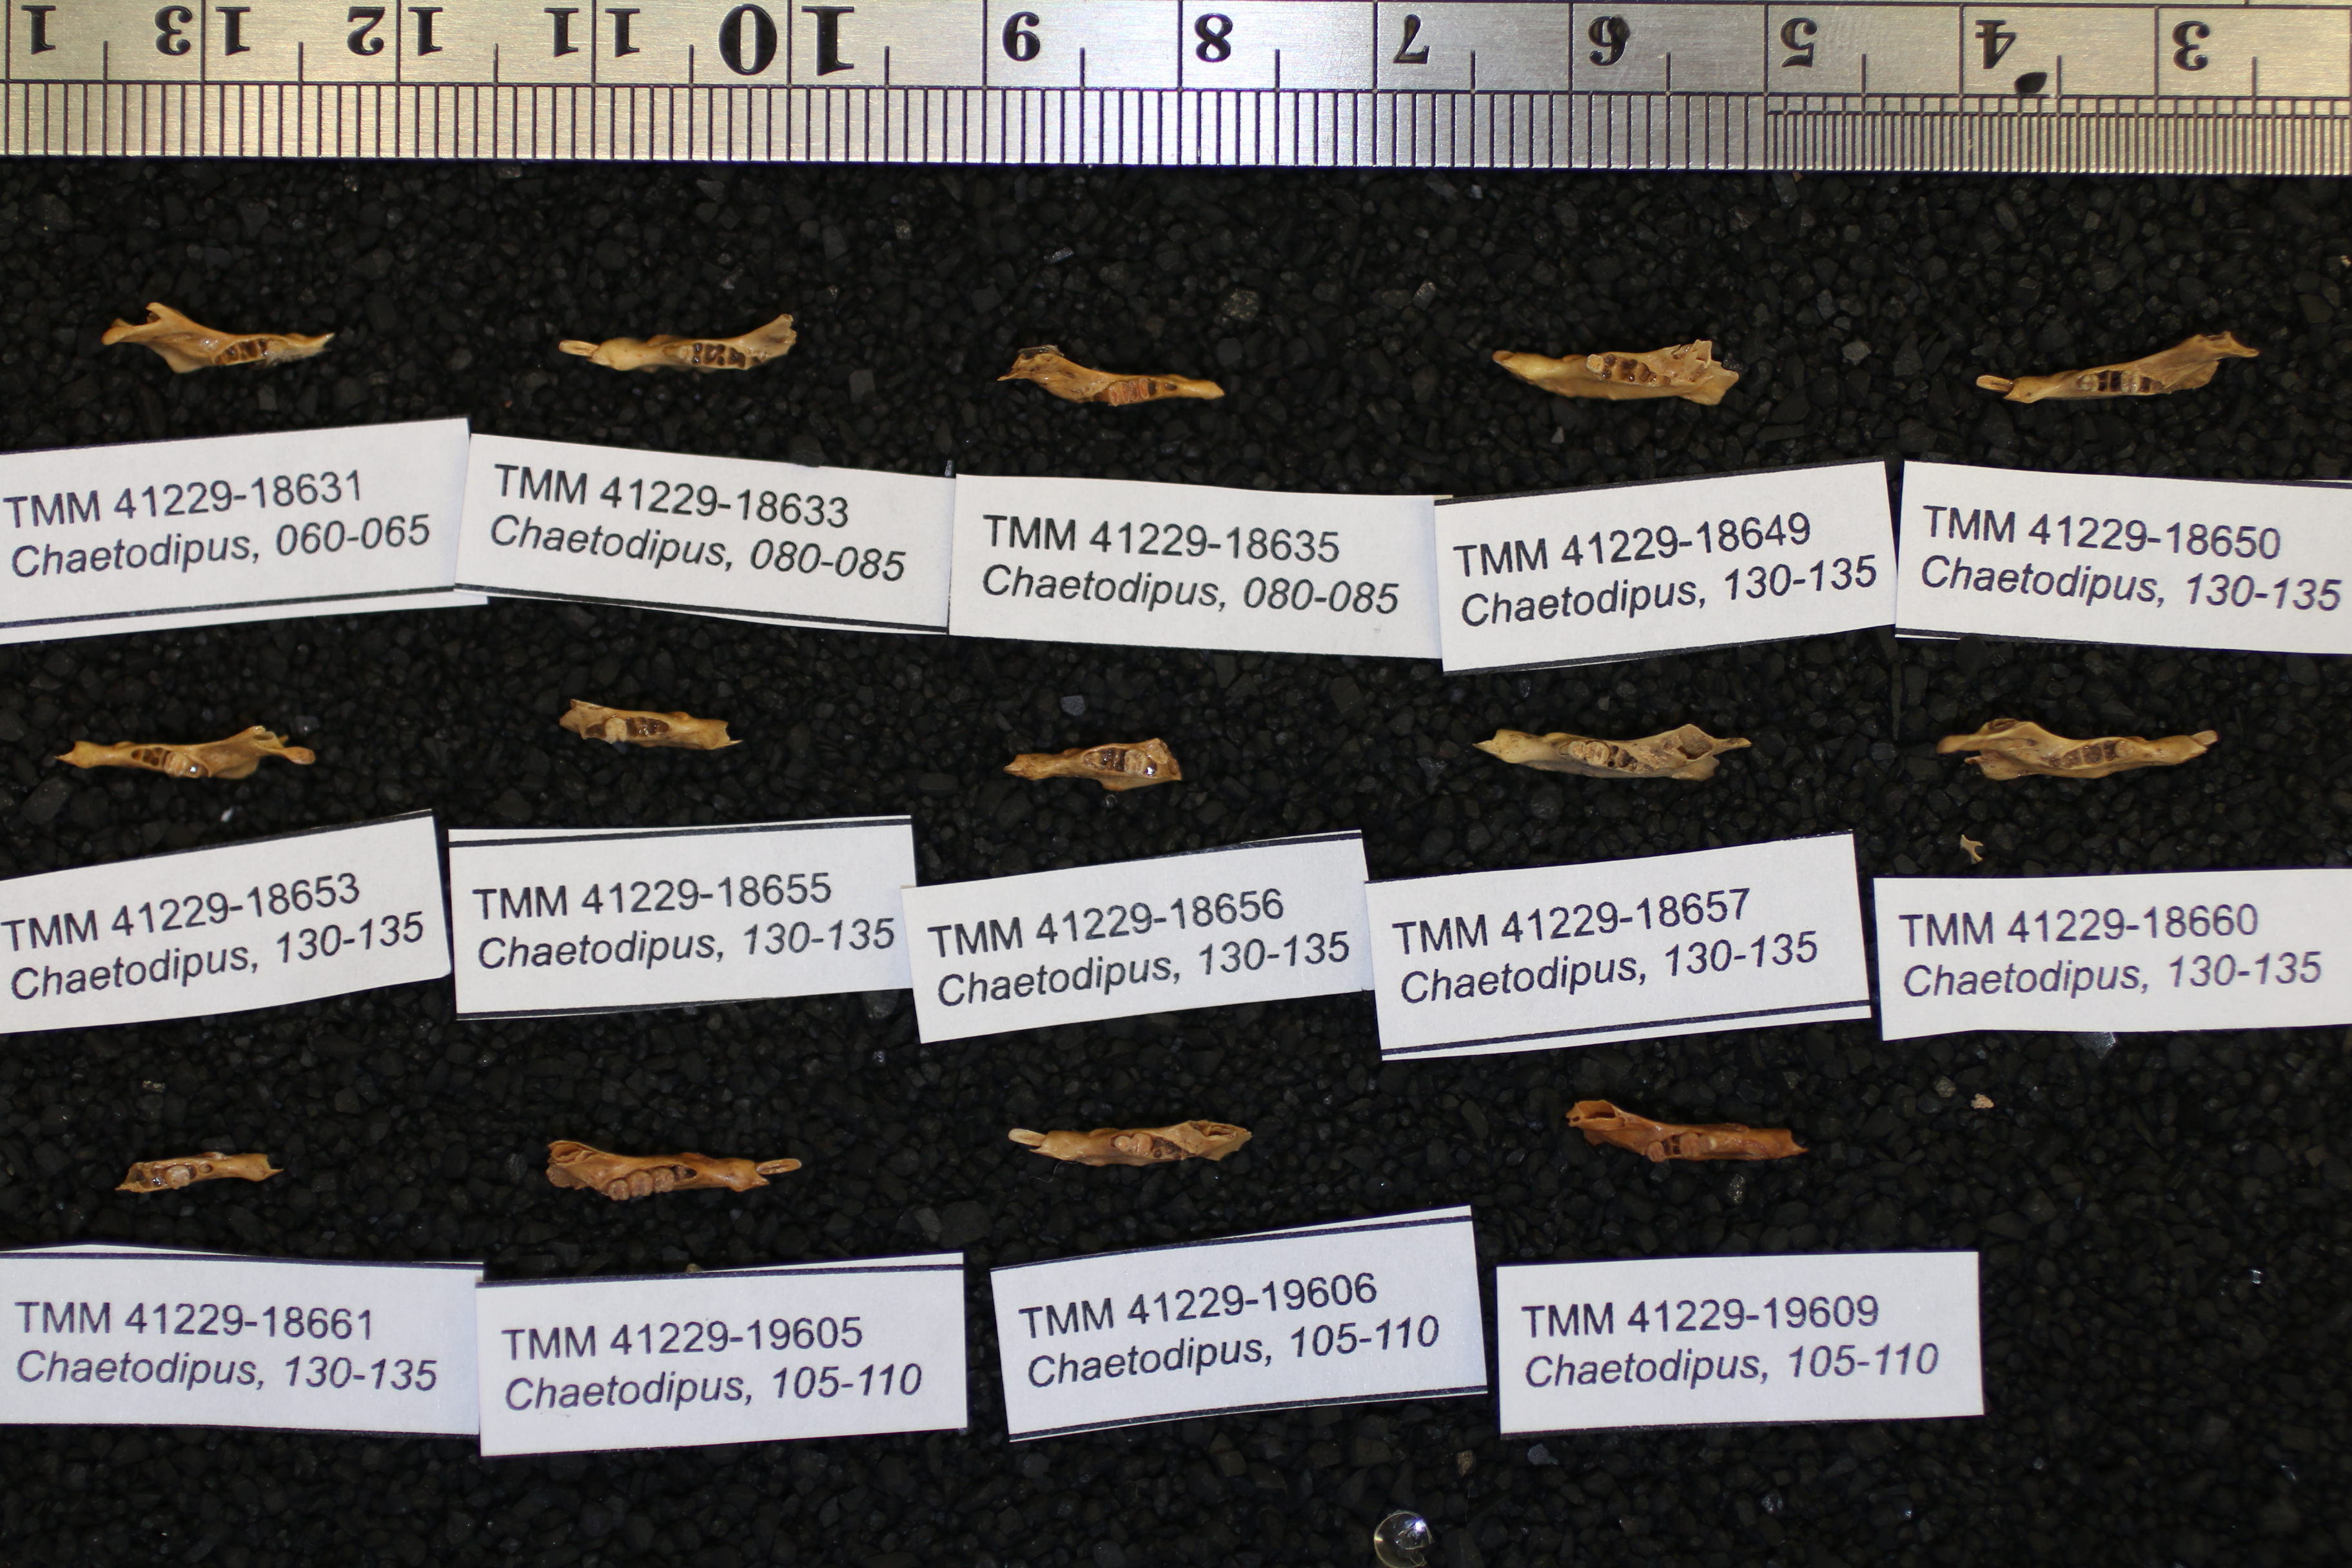 1 13 12 11 10 9 8 7 6 5 4 3
TMM 41229-18631
Chaetodipus, 060-065
TMM 41229-18633
Chaetodipus, 080-085
TMM 41229-18635
Chaetodipus, 080-085
TMM 41229-18649
Chaetodipus, 130-135
TMM 41229-18650
Chaetodipus, 130-135
TMM 41229-18653
Chaetodipus, 130-135
TMM 41229-18655
Chaetodipus, 130-135
TMM 41229-18656
Chaetodipus, 130-135
TMM 41229-18657
Chaetodipus, 130-135
TMM 41229-18660
Chaetodipus, 130-135
TMM 41229-18661
Chaetodipus, 130-135
TMM 41229-19605
Chaetodipus, 105-110
TMM 41229-19606
Chaetodipus, 105-110
TMM 41229-19609
Chaetodipus, 105-110